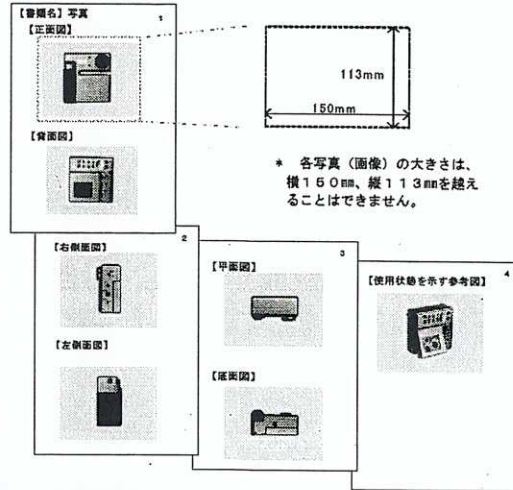 【書類名】写真 1
【正面図】
113mm
150mm
【背面図】
* 各写真（画像）の大きさは、
横150㎜、縦113㎜を越え
ることはできません。
2
【右側面図】
【左側面図】
3
【平面図】
【底面図】
4
【使用状態を示す参考図】